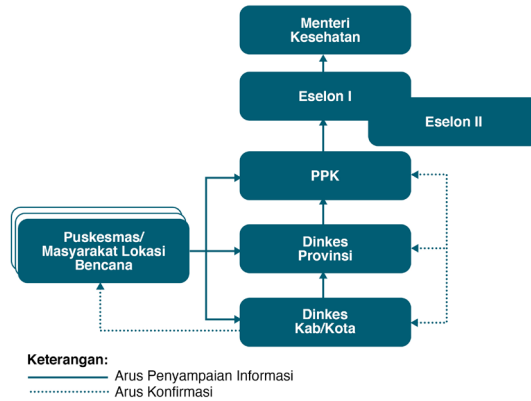 Menteri
Kesehatan
Eselon I
Eselon II
PPK
Puskesmas/
Masyarakat Lokasi
Bencana
Dinkes
Provinsi
Dinkes
Kab/Kota
Keterangan:
Arus Penyampaian Informasi
Arus Konfirmasi